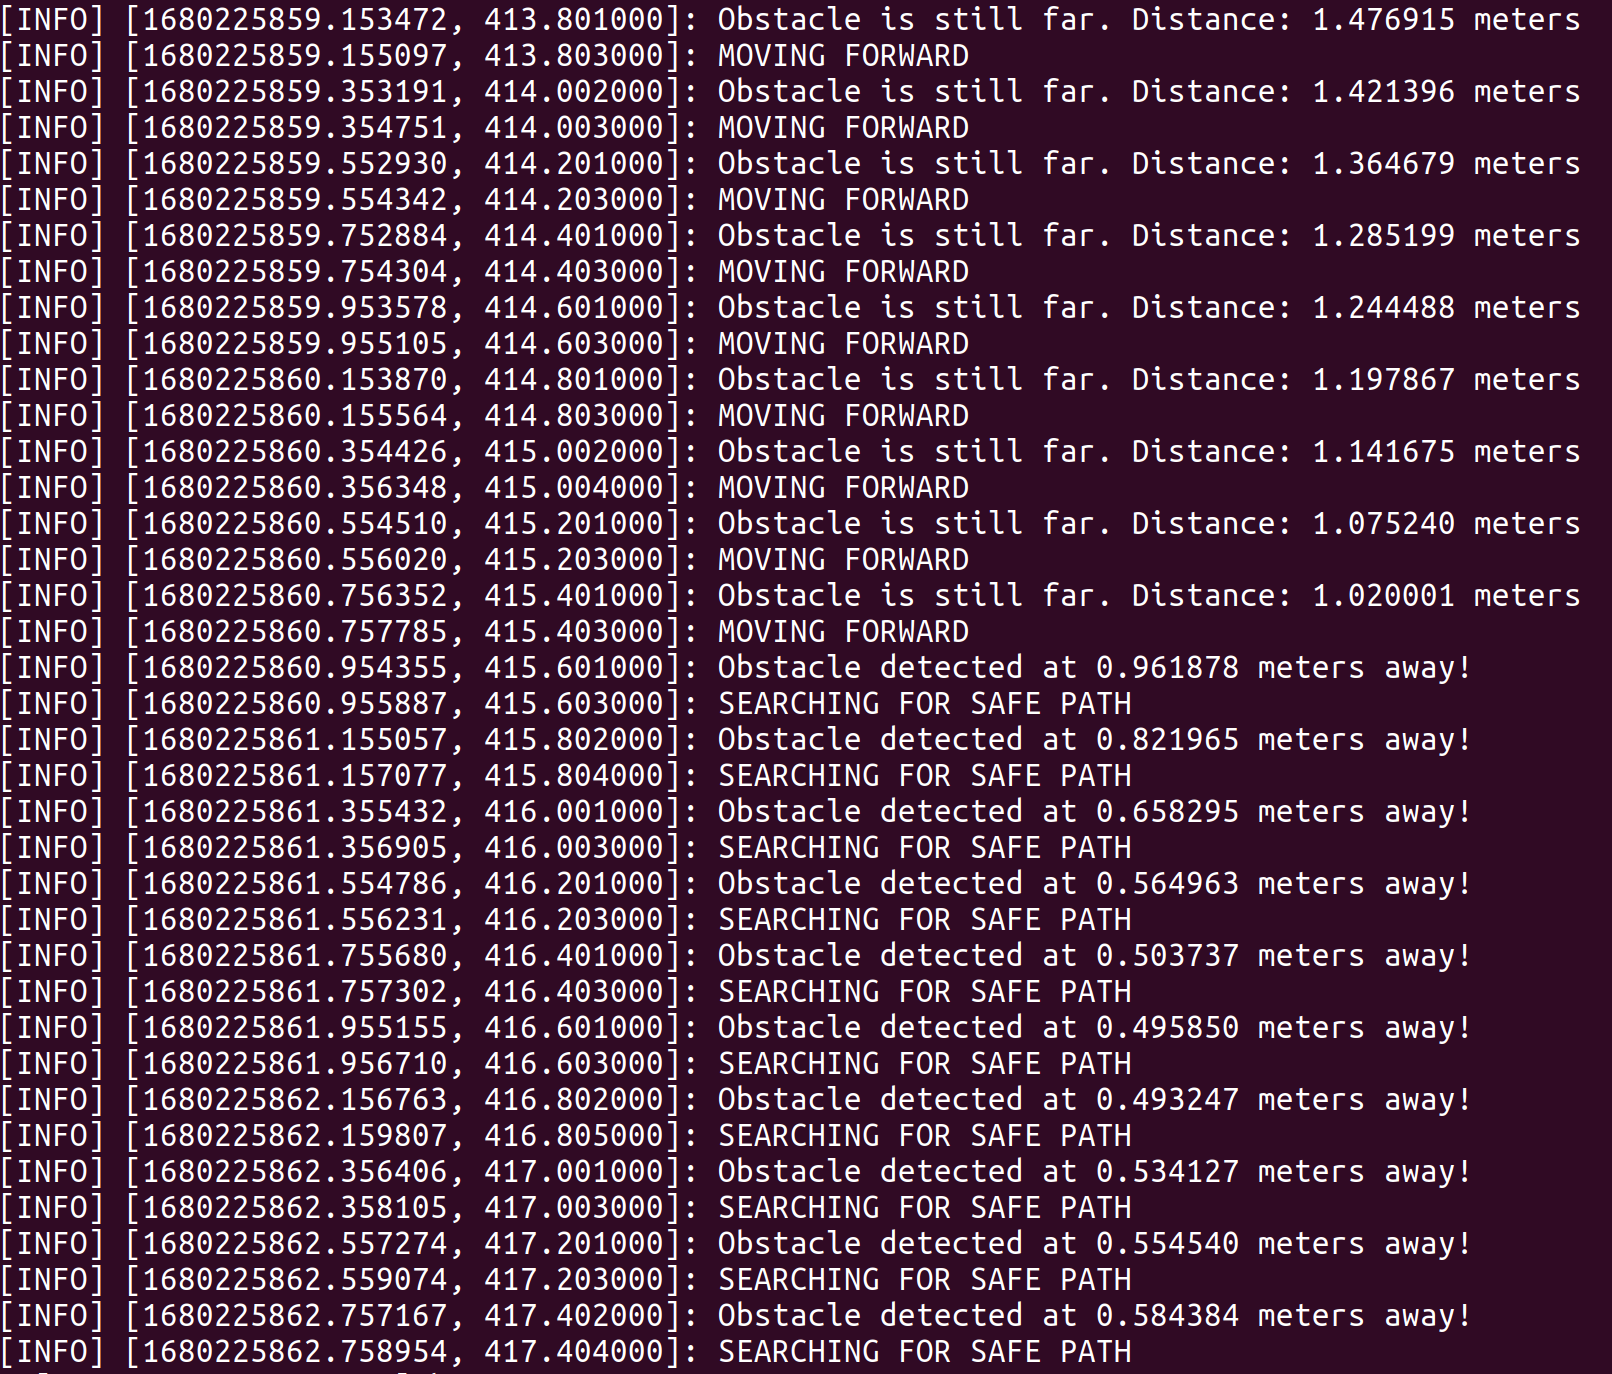 [INFO] [1680225859.153472, 413.801000]: Obstacle is still far. Distance: 1.476915 meters
[INFO] [1680225859.155097, 413.803000]: MOVING FORWARD
[INFO] [1680225859.353191, 414.002000]: Obstacle is still far. Distance: 1.421396 meters
[INFO] [1680225859.354751, 414.003000]: MOVING FORWARD
[INFO] [1680225859.552930, 414.201000]: Obstacle is still far. Distance: 1.364679 meters
[INFO] [1680225859.554342, 414.203000]: MOVING FORWARD
[INFO] [1680225859.752884, 414.401000]: Obstacle is still far. Distance: 1.285199 meters
[INFO] [1680225859.754304, 414.403000]: MOVING FORWARD
[INFO] [1680225859.953578, 414.601000]: Obstacle is still far. Distance: 1.244488 meters
[INFO] [1680225859.955105, 414.603000]: MOVING FORWARD
[INFO] [1680225860.153870, 414.801000]: Obstacle is still far. Distance: 1.197867 meters
[INFO] [1680225860.155564, 414.803000]: MOVING FORWARD
[INFO] [1680225860.354426, 415.002000]: Obstacle is still far. Distance: 1.141675 meters
[INFO] [1680225860.356348, 415.004000]: MOVING FORWARD
[INFO] [1680225860.554510, 415.201000]: Obstacle is still far. Distance: 1.075240 meters
[INFO] [1680225860.556020, 415.203000]: MOVING FORWARD
[INFO] [1680225860.756352, 415.401000]: Obstacle is still far. Distance: 1.020001 meters
[INFO] [1680225860.757785, 415.403000]: MOVING FORWARD
[INFO] [1680225860.954355, 415.601000]: Obstacle detected at 0.961878 meters away!
[INFO] [1680225860.955887, 415.603000]: SEARCHING FOR SAFE PATH
[INFO] [1680225861.155057, 415.802000]: Obstacle detected at 0.821965 meters away!
[INFO] [1680225861.157077, 415.804000]: SEARCHING FOR SAFE PATH
[INFO] [1680225861.355432, 416.001000]: Obstacle detected at 0.658295 meters away!
[INFO] [1680225861.356905, 416.003000]: SEARCHING FOR SAFE PATH
[INFO] [1680225861.554786, 416.201000]: Obstacle detected at 0.564963 meters away!
[INFO] [1680225861.556231, 416.203000]: SEARCHING FOR SAFE PATH
[INFO] [1680225861.755680, 416.401000]: Obstacle detected at 0.503737 meters away!
[INFO] [1680225861.757302, 416.403000]: SEARCHING FOR SAFE PATH
[INFO] [1680225861.955155, 416.601000]: Obstacle detected at 0.495850 meters away!
[INFO] [1680225861.956710, 416.603000]: SEARCHING FOR SAFE PATH
[INFO] [1680225862.156763, 416.802000]: Obstacle detected at 0.493247 meters away!
[INFO] [1680225862.159807, 416.805000]: SEARCHING FOR SAFE PATH
[INFO] [1680225862.356406, 417.001000]: Obstacle detected at 0.534127 meters away!
[INFO] [1680225862.358105, 417.003000]: SEARCHING FOR SAFE PATH
[INFO] [1680225862.557274, 417.201000]: Obstacle detected at 0.554540 meters away!
[INFO] [1680225862.559074, 417.203000]: SEARCHING FOR SAFE PATH
[INFO] [1680225862.757167, 417.402000]: Obstacle detected at 0.584384 meters away!
[INFO] [1680225862.758954, 417.404000]: SEARCHING FOR SAFE PATH